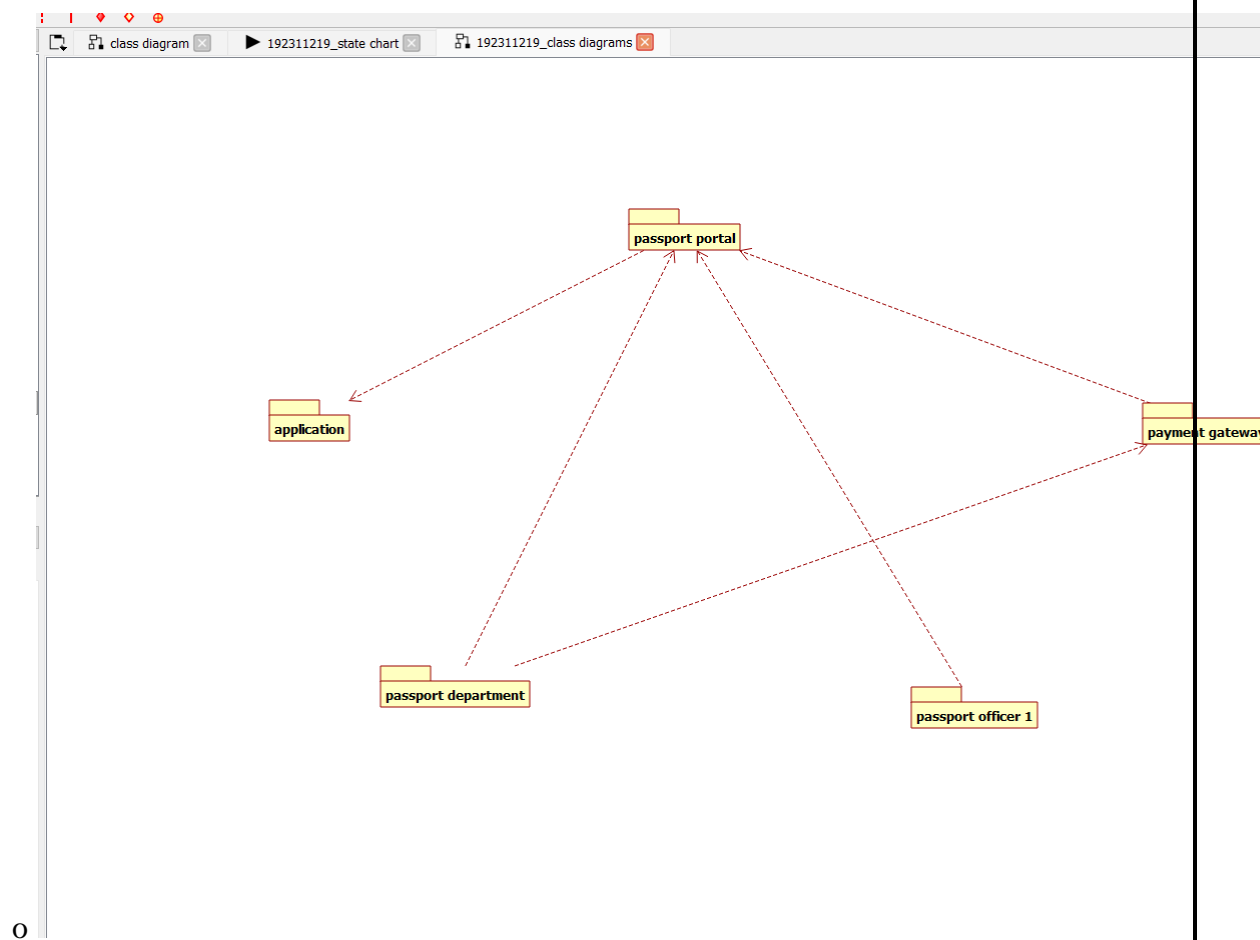 class diagram
192311219_state chart
192311219_class diagrams
passport portal
application
payment gateway
passport department
passport officer 1
o